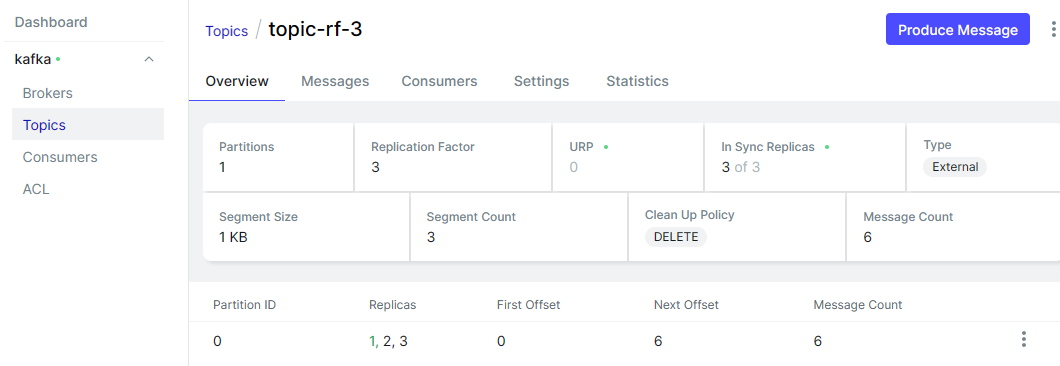 Dashboard
kafka
Brokers
Topics
Consumers
ACL
Topics / topic-rf-3
Produce Message
Overview Messages Consumers Settings Statistics
Partitions Replication Factor URP In Sync Replicas Type
1 3 0 3 of 3 External
Segment Size Segment Count Clean Up Policy Message Count
1 KB 3 DELETE 6
Partition ID Replicas First Offset Next Offset Message Count
0 1, 2, 3 0 6 6